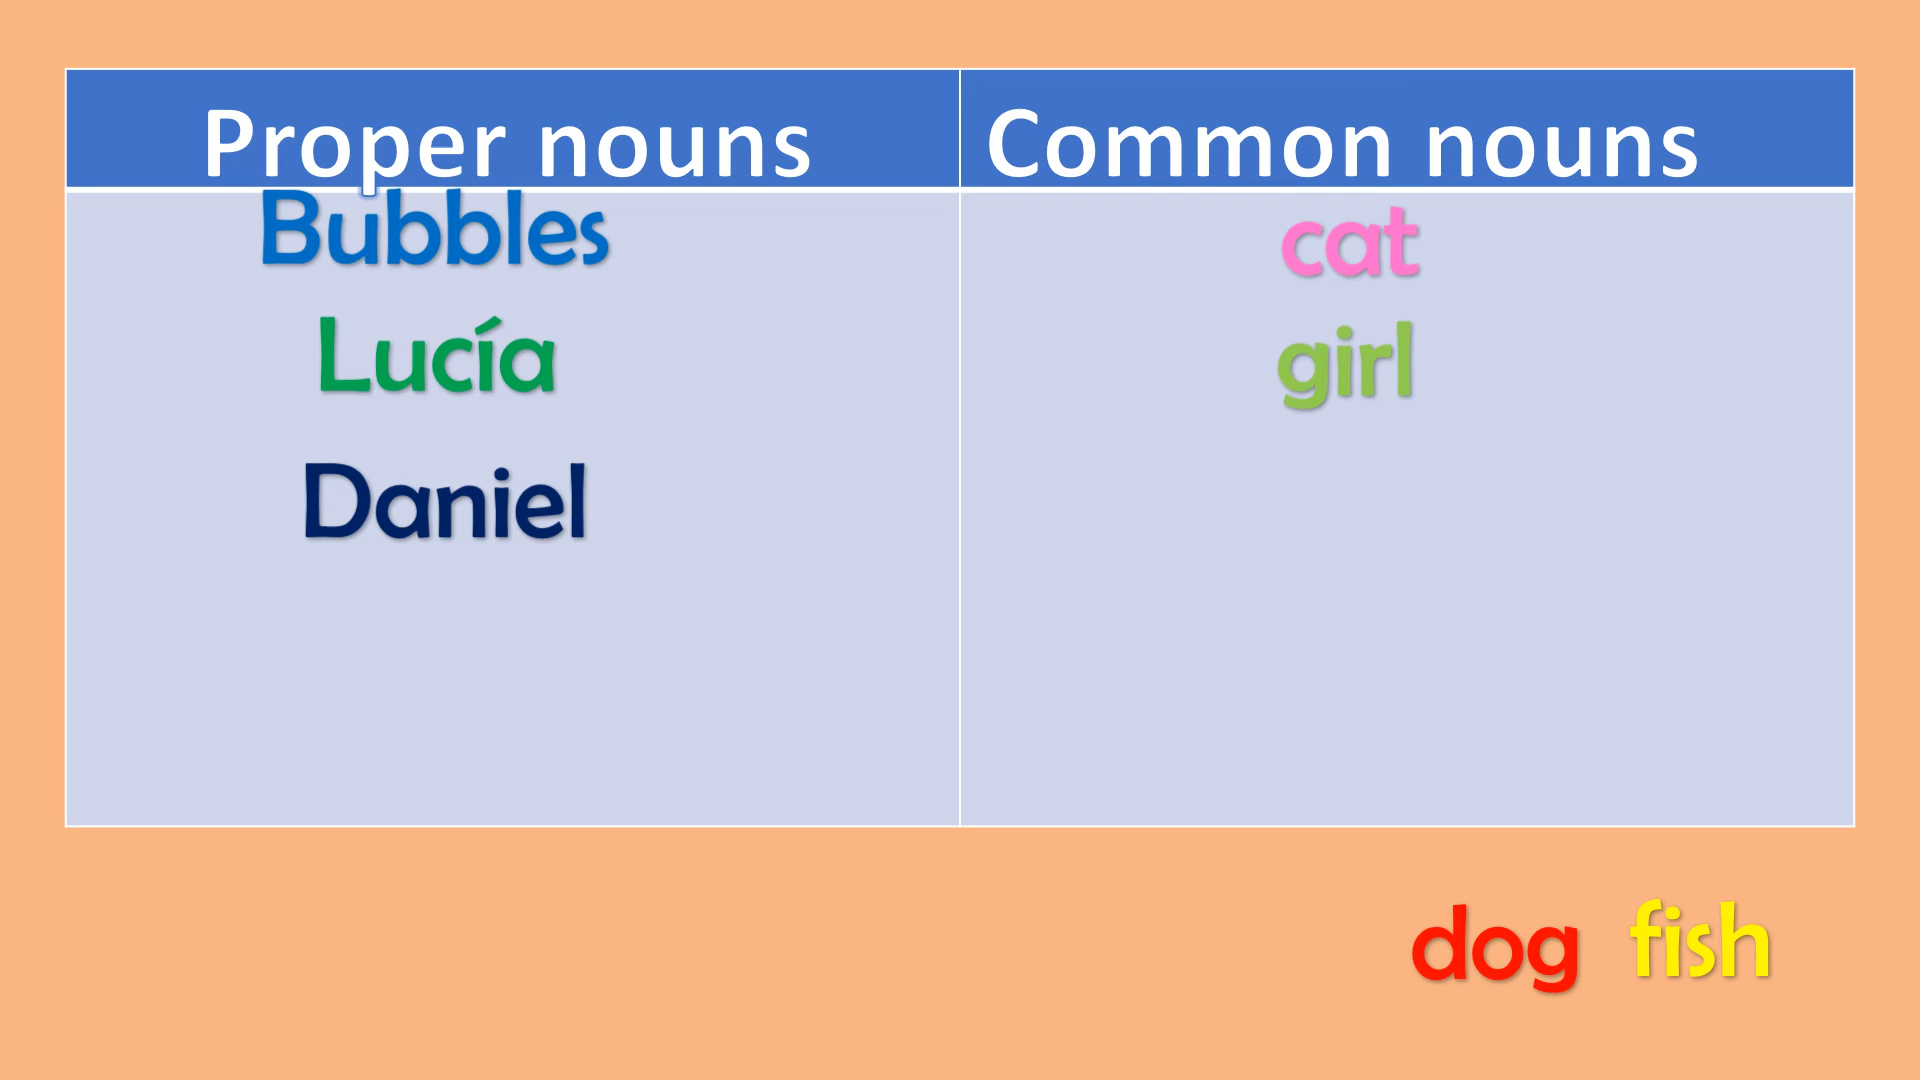 Proper nouns Common nouns
Bubbles cat
Lucía girl
Daniel
dog fish